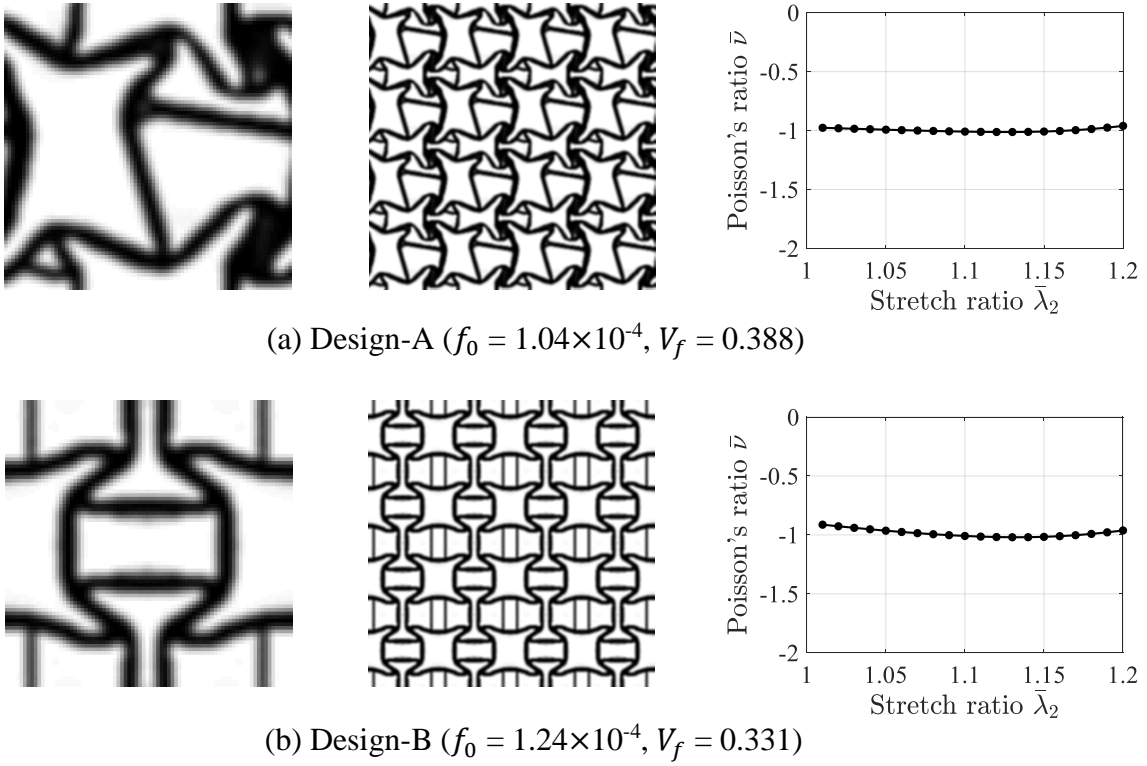 0
-0.5
-1
-1.5
-2
1 1.05 1.1 1.15 1.2
Poisson's ratio ν̄
Stretch ratio λ̄₂
(a) Design-A (f₀ = 1.04×10⁻⁴, V_f = 0.388)
0
-0.5
-1
-1.5
-2
1 1.05 1.1 1.15 1.2
Poisson's ratio ν̄
Stretch ratio λ̄₂
(b) Design-B (f₀ = 1.24×10⁻⁴, V_f = 0.331)